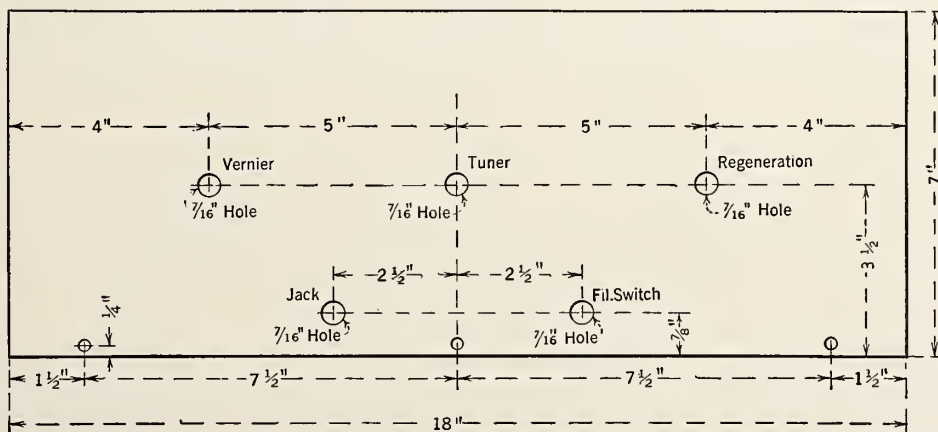 4" 5" 5" 4"
7"
Vernier Tuner Regeneration
7/16" Hole 7/16" Hole 7/16" Hole
3 1/2"
2 1/2" 2 1/2"
Jack Fil.Switch
1/4" 7/16" Hole 7/16" Hole 7/8"
1 1/2" 7 1/2" 7 1/2" 1 1/2"
18"